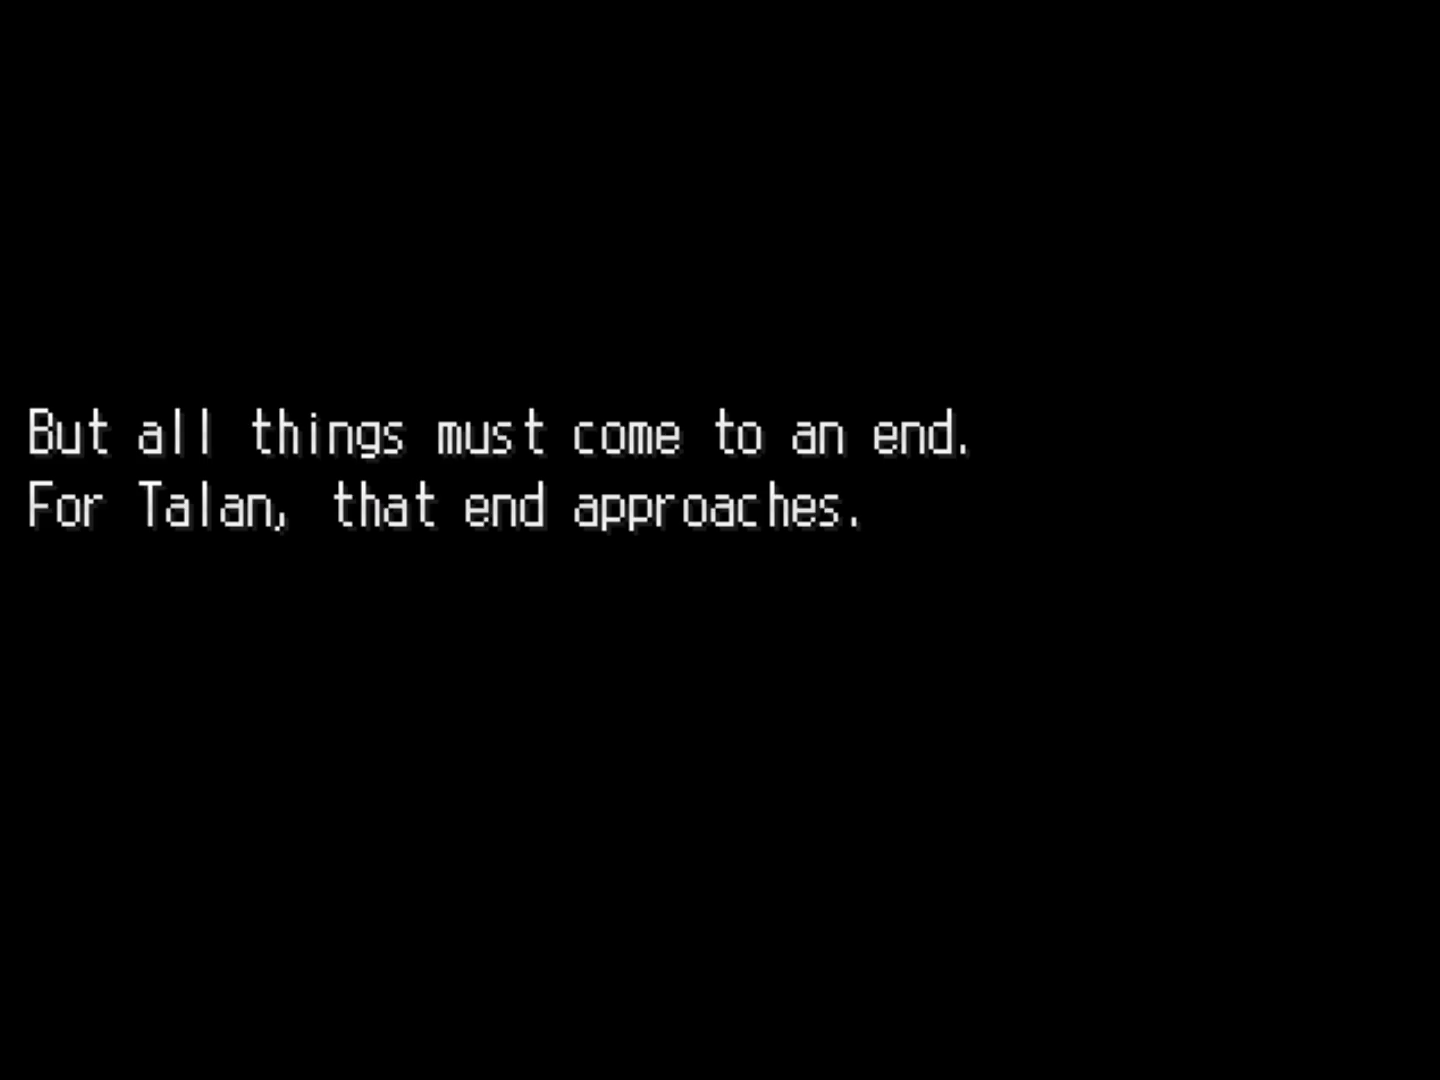 But all things must come to an end.
For Talan, that end approaches.